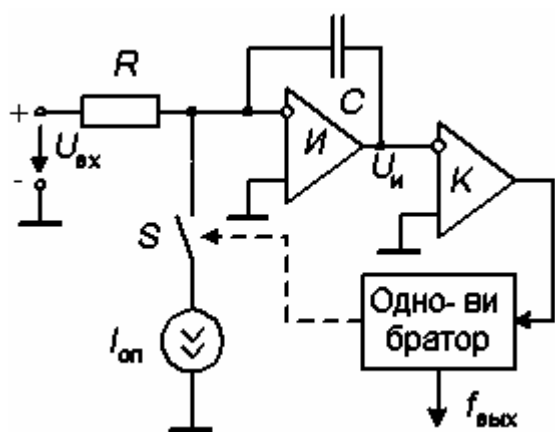 R
C
+
U вх
-
И
U и
K
S
I оп
Одно- ви
братор
f вых